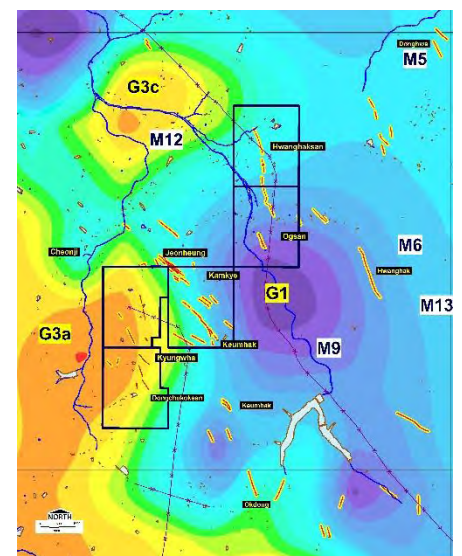 Donghwa
M5
G3c
M12
Hwanghaksan
Ogsan
M6
Cheonji
Jeonheung
Kamkye
Hwanghak
G1
M13
G3a
M9
Keumhak
Kyungwha
Dongchuloksan
Keumhak
Okdong
NORTH